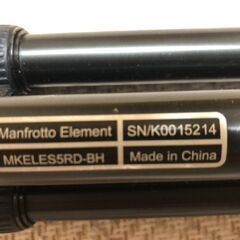 Manfrotto Element SN/K0015214
MKELES5RD-BH Made in China